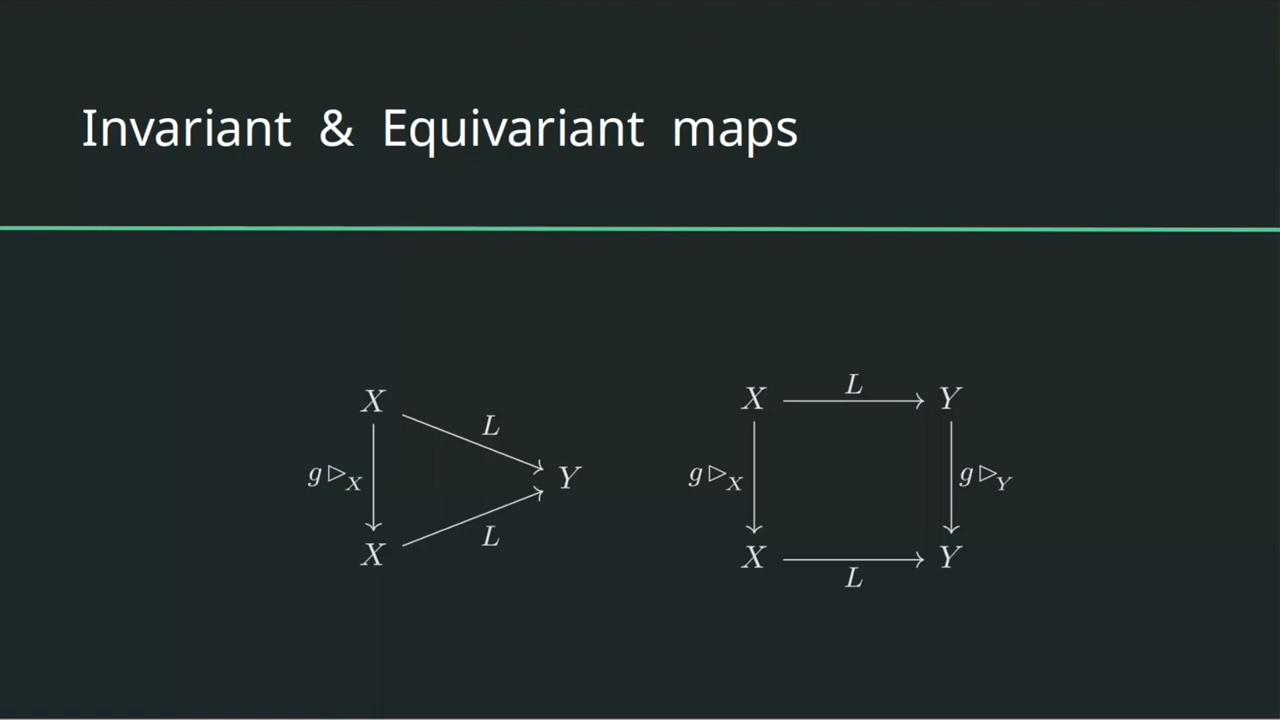 Invariant & Equivariant maps
X L Y
X L
g ▷_X Y g ▷_X g ▷_Y
X L
X L Y